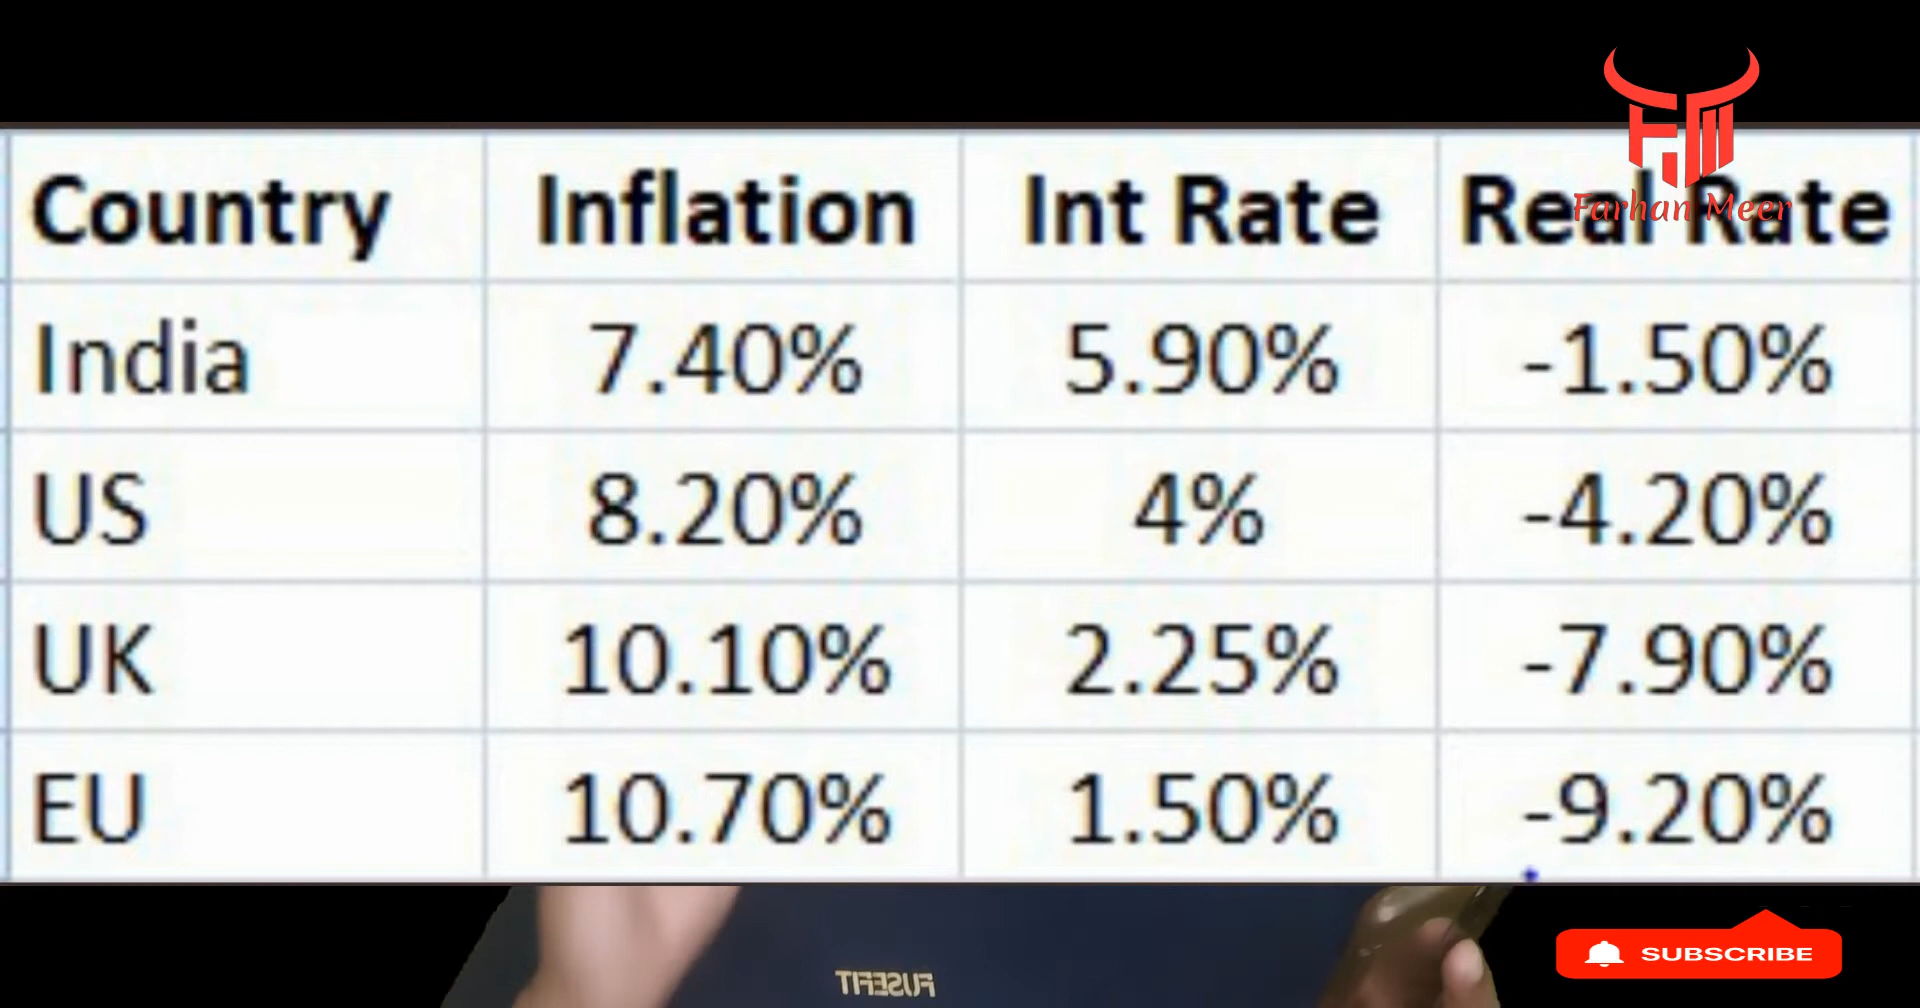 Country Inflation Int Rate Real Rate
Farhan Meer
India 7.40% 5.90% -1.50%
US 8.20% 4% -4.20%
UK 10.10% 2.25% -7.90%
EU 10.70% 1.50% -9.20%
SUBSCRIBE
FUSEFIT